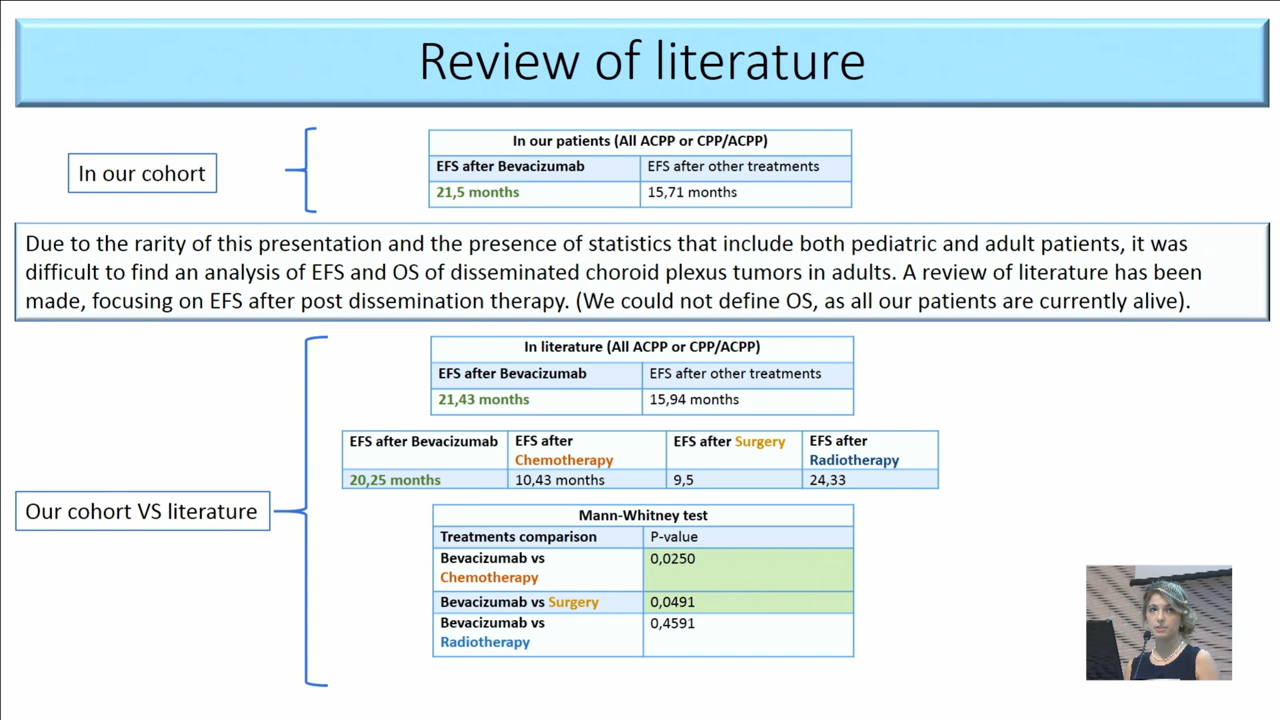 Review of literature
In our cohort
In our patients (All ACPP or CPP/ACPP)
EFS after Bevacizumab EFS after other treatments
21,5 months 15,71 months
Due to the rarity of this presentation and the presence of statistics that include both pediatric and adult patients, it was
difficult to find an analysis of EFS and OS of disseminated choroid plexus tumors in adults. A review of literature has been
made, focusing on EFS after post dissemination therapy. (We could not define OS, as all our patients are currently alive).
Our cohort VS literature
In literature (All ACPP or CPP/ACPP)
EFS after Bevacizumab EFS after other treatments
21,43 months 15,94 months
EFS after Bevacizumab EFS after Chemotherapy EFS after Surgery EFS after Radiotherapy
20,25 months 10,43 months 9,5 24,33
Mann-Whitney test
Treatments comparison P-value
Bevacizumab vs Chemotherapy 0,0250
Bevacizumab vs Surgery 0,0491
Bevacizumab vs Radiotherapy 0,4591